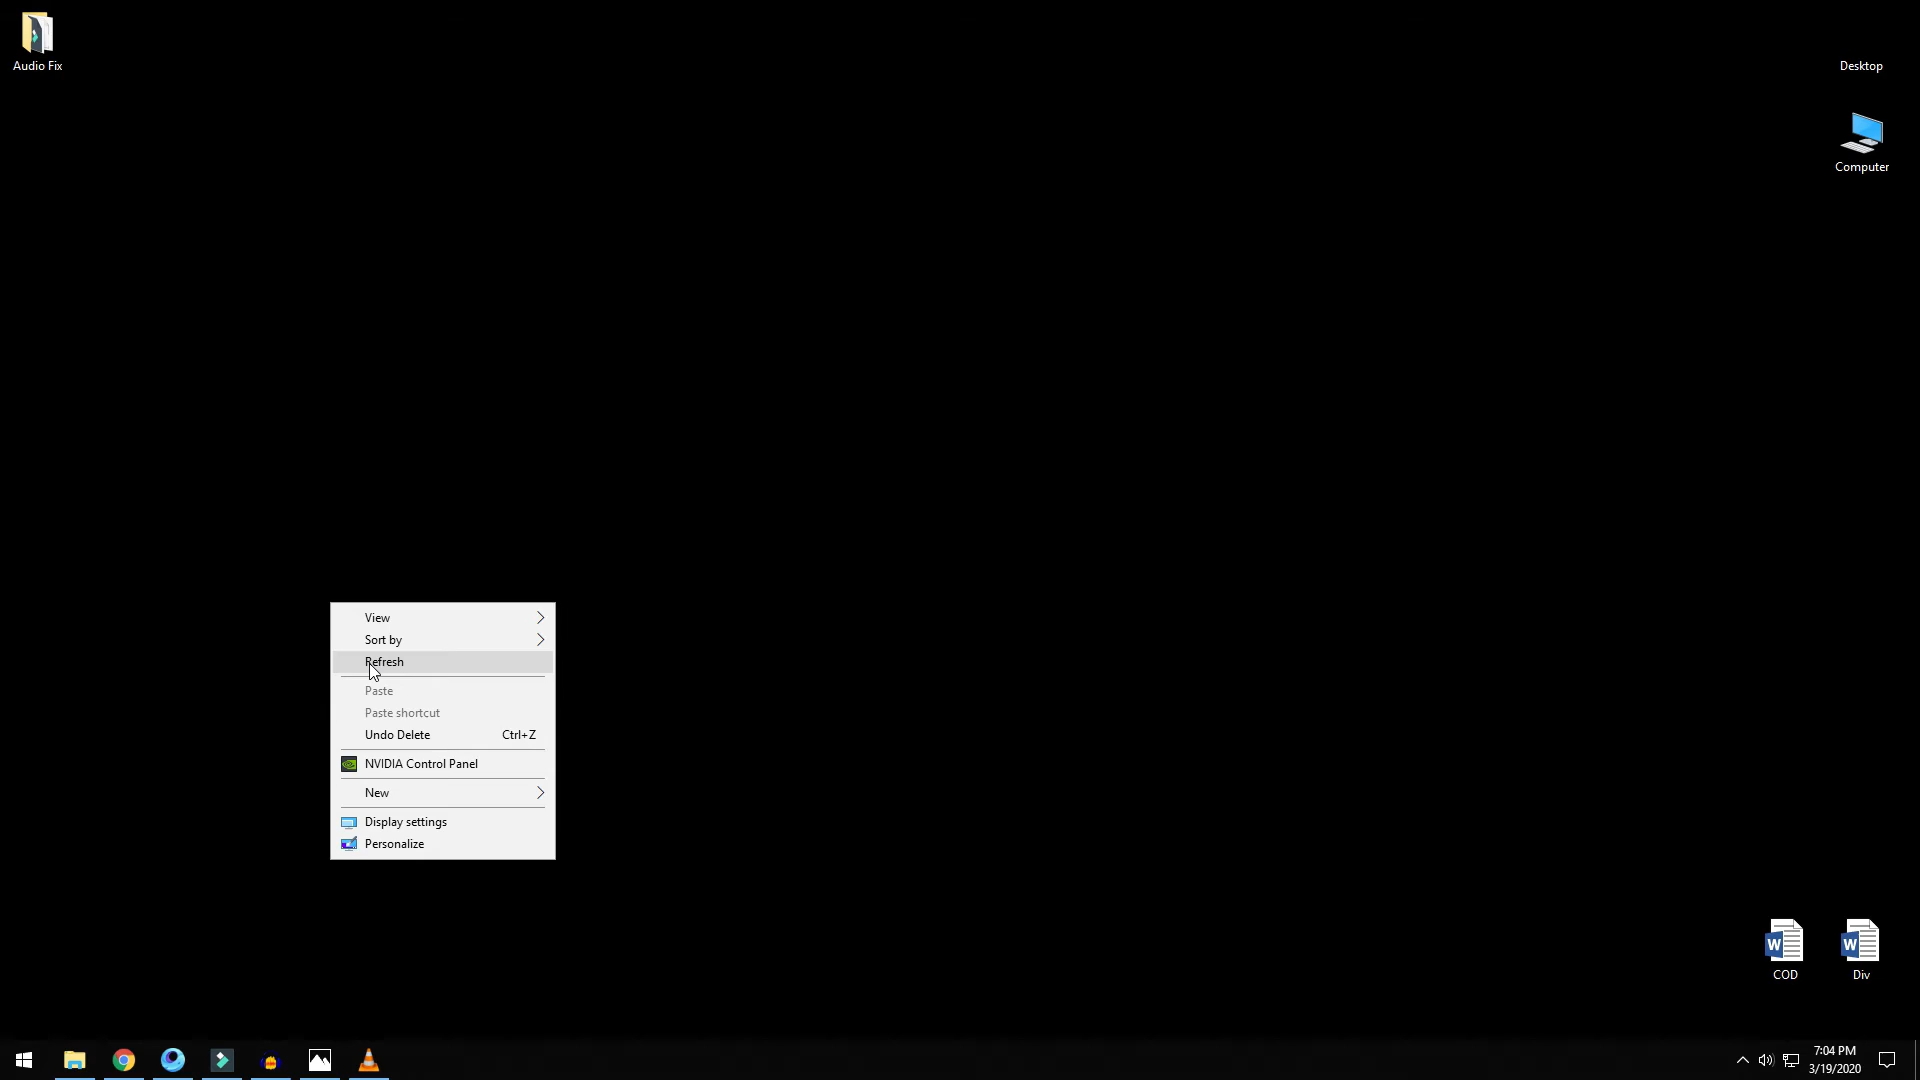 Audio Fix
Desktop
Computer
View
Sort by
Refresh
Paste
Paste shortcut
Undo Delete Ctrl+Z
NVIDIA Control Panel
New
Display settings
Personalize
W
COD
W
Div
7:04 PM
3/19/2020